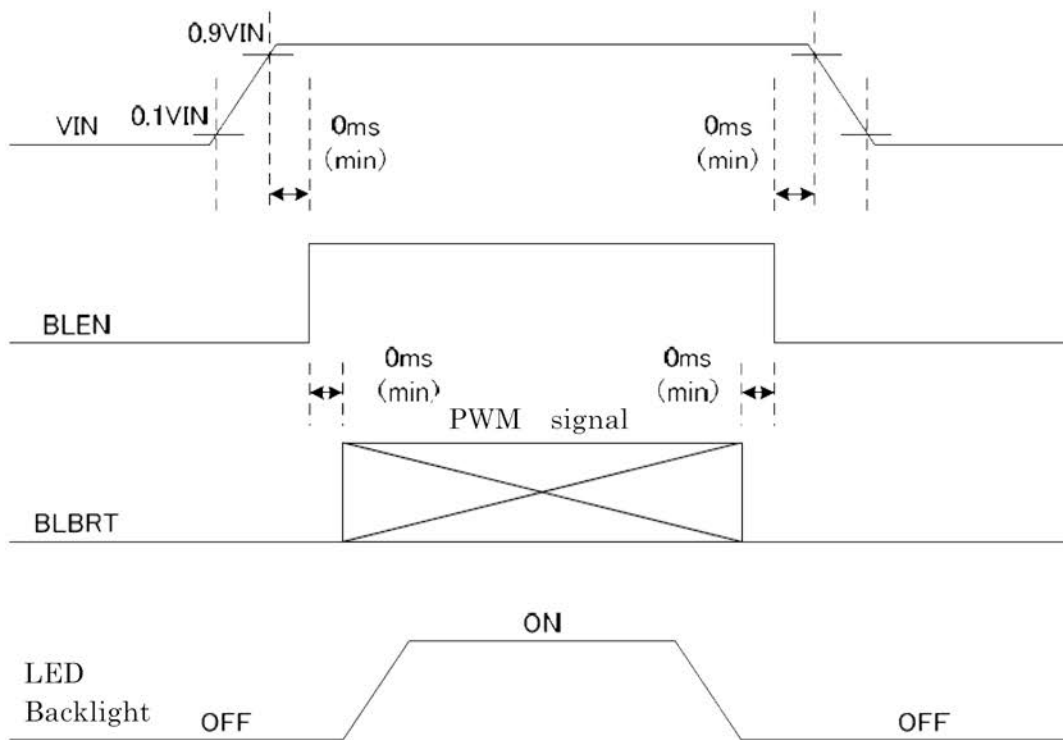 0.9VIN
0.1VIN
VIN
0ms
(min)
0ms
(min)
BLEN
0ms
(min)
0ms
(min)
PWM signal
BLBRT
ON
LED
Backlight
OFF
OFF